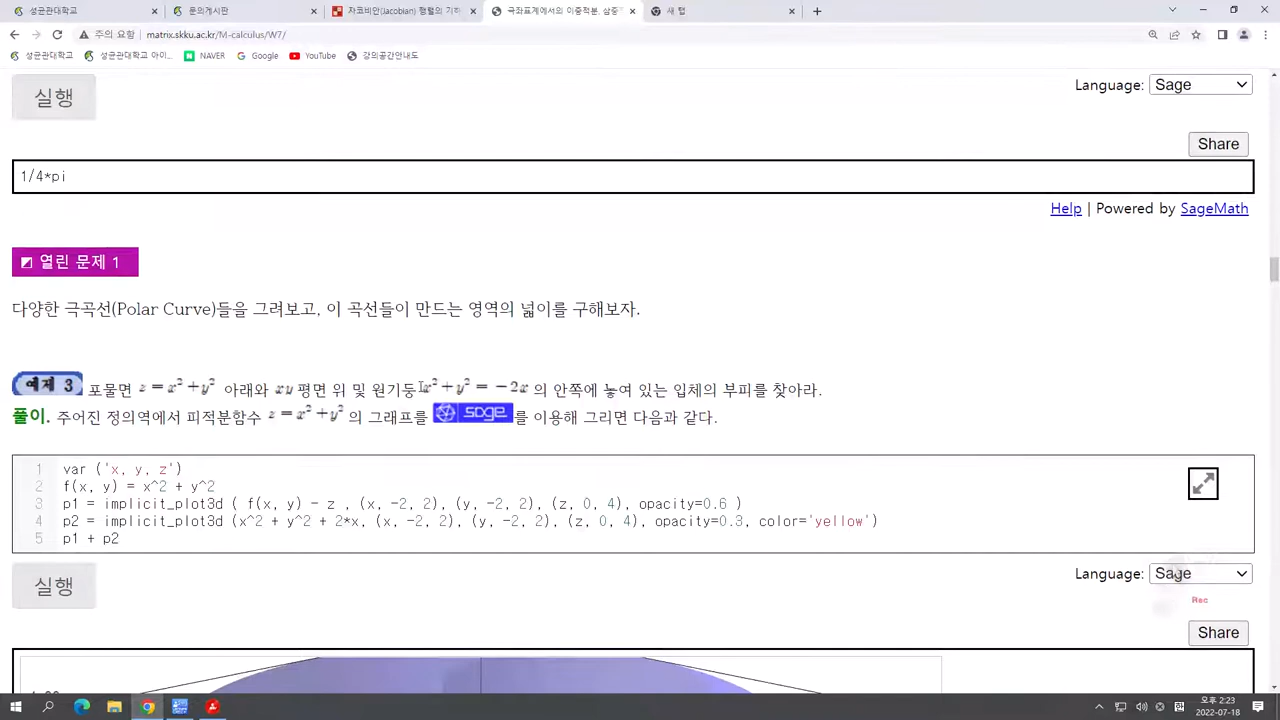 성균관대학교
문의게시판
자코비안(Jacobian) 행렬의 기하
극좌표계에서의 이중적분, 삼중
새 탭
주의 요함
matrix.skku.ac.kr/M-calculus/W7/
성균관대학교
성균관대학교 아이...
NAVER
Google
YouTube
강의공간안내도
실행
Language: Sage
Share
1/4*pi
Help | Powered by SageMath
열린 문제 1
다양한 극곡선(Polar Curve)들을 그려보고, 이 곡선들이 만드는 영역의 넓이를 구해보자.
예제 3 포물면 z = x² + y² 아래와 xy 평면 위 및 원기둥 x² + y² = −2x 의 안쪽에 놓여 있는 입체의 부피를 찾아라.
풀이. 주어진 정의역에서 피적분함수 z = x² + y² 의 그래프를 sage 를 이용해 그리면 다음과 같다.
1 var ('x, y, z')
2 f(x, y) = x^2 + y^2
3 p1 = implicit_plot3d ( f(x, y) - z , (x, -2, 2), (y, -2, 2), (z, 0, 4), opacity=0.6 )
4 p2 = implicit_plot3d (x^2 + y^2 + 2*x, (x, -2, 2), (y, -2, 2), (z, 0, 4), opacity=0.3, color='yellow')
5 p1 + p2
실행
Language: Sage
Rec
Share
오후 2:23
2022-07-18